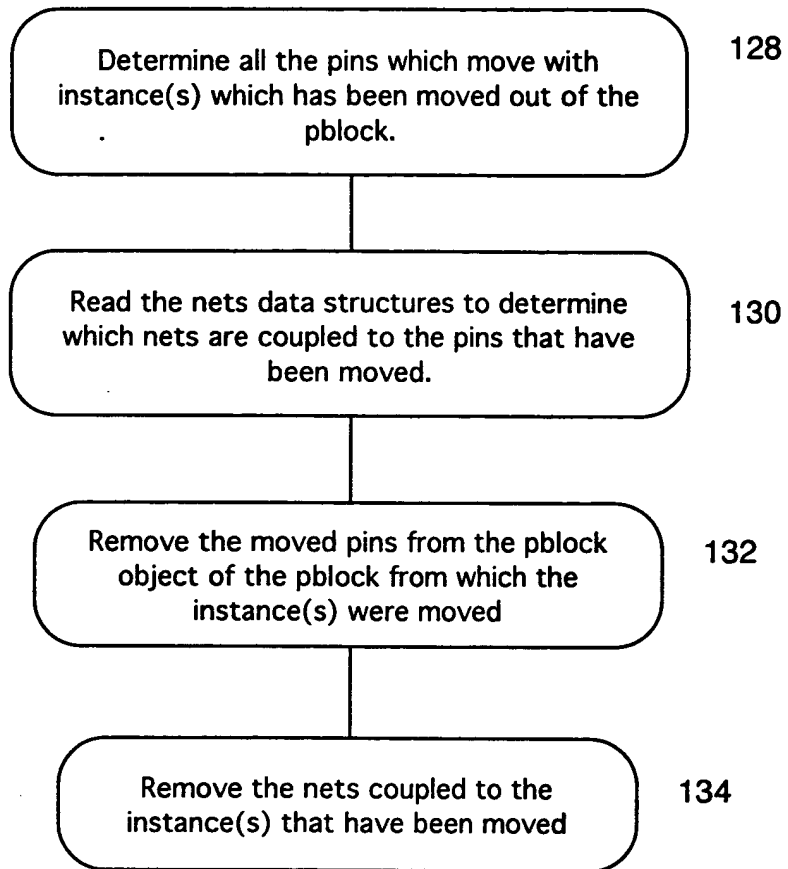 128
Determine all the pins which move with
instance(s) which has been moved out of the
pblock.
130
Read the nets data structures to determine
which nets are coupled to the pins that have
been moved.
132
Remove the moved pins from the pblock
object of the pblock from which the
instance(s) were moved
134
Remove the nets coupled to the
instance(s) that have been moved